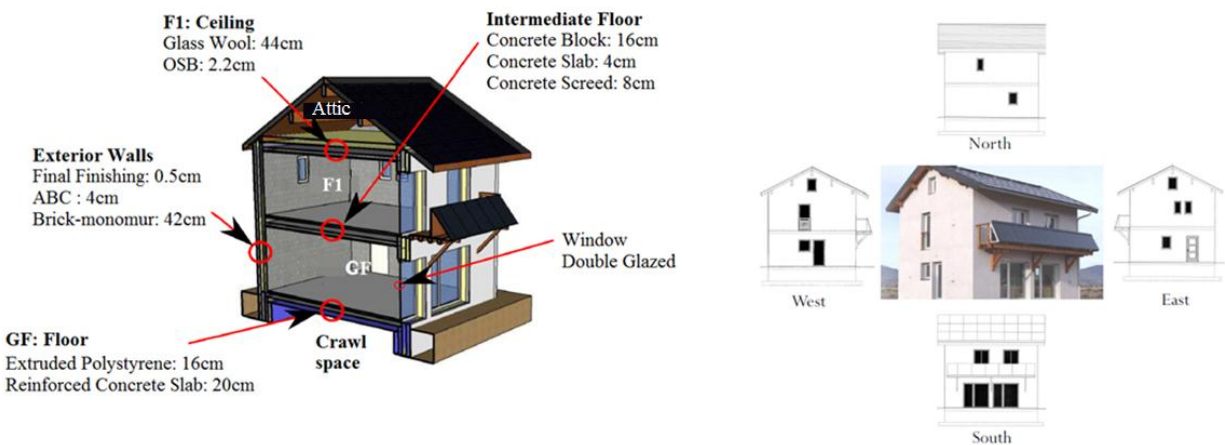 F1: Ceiling
Glass Wool: 44cm
OSB: 2.2cm
Intermediate Floor
Concrete Block: 16cm
Concrete Slab: 4cm
Concrete Screed: 8cm
Attic
Exterior Walls
Final Finishing: 0.5cm
ABC : 4cm
Brick-monomur: 42cm
F1
GF
Window
Double Glazed
GF: Floor
Extruded Polystyrene: 16cm
Reinforced Concrete Slab: 20cm
Crawl
space
North
West
East
South